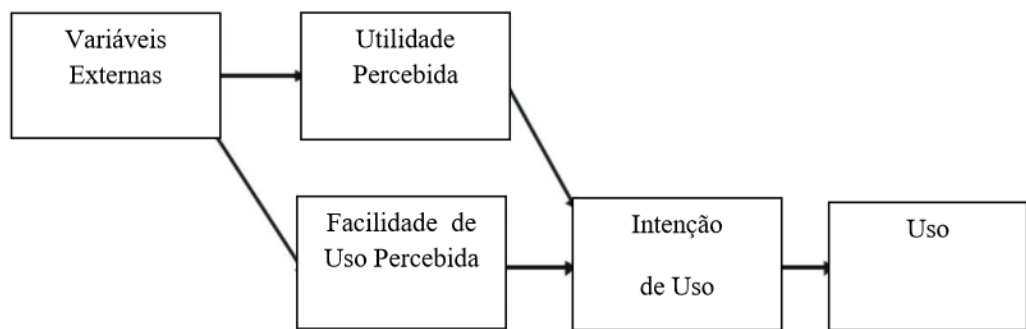 Variáveis
Externas
Utilidade
Percebida
Facilidade de
Uso Percebida
Intenção
de Uso
Uso